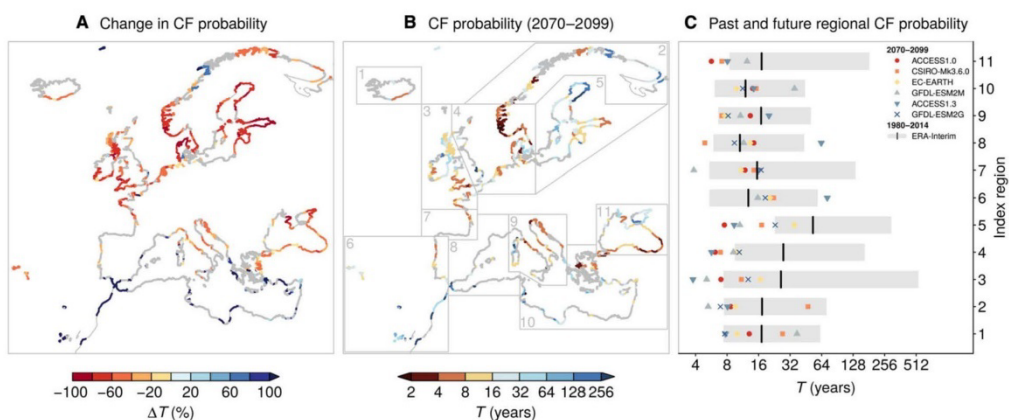 A Change in CF probability
B CF probability (2070–2099)
C Past and future regional CF probability
1
2
3
4
5
6
7
8
9
10
11
−100 −60 −20 20 60 100
ΔT (%)
2 4 8 16 32 64 128 256
T (years)
2070–2099
ACCESS1.0
CSIRO-Mk3.6.0
EC-EARTH
GFDL-ESM2M
ACCESS1.3
GFDL-ESM2G
1980–2014
ERA-Interim
11
10
9
8
7
6
5
4
3
2
1
Index region
4 8 16 32 64 128 256 512
T (years)